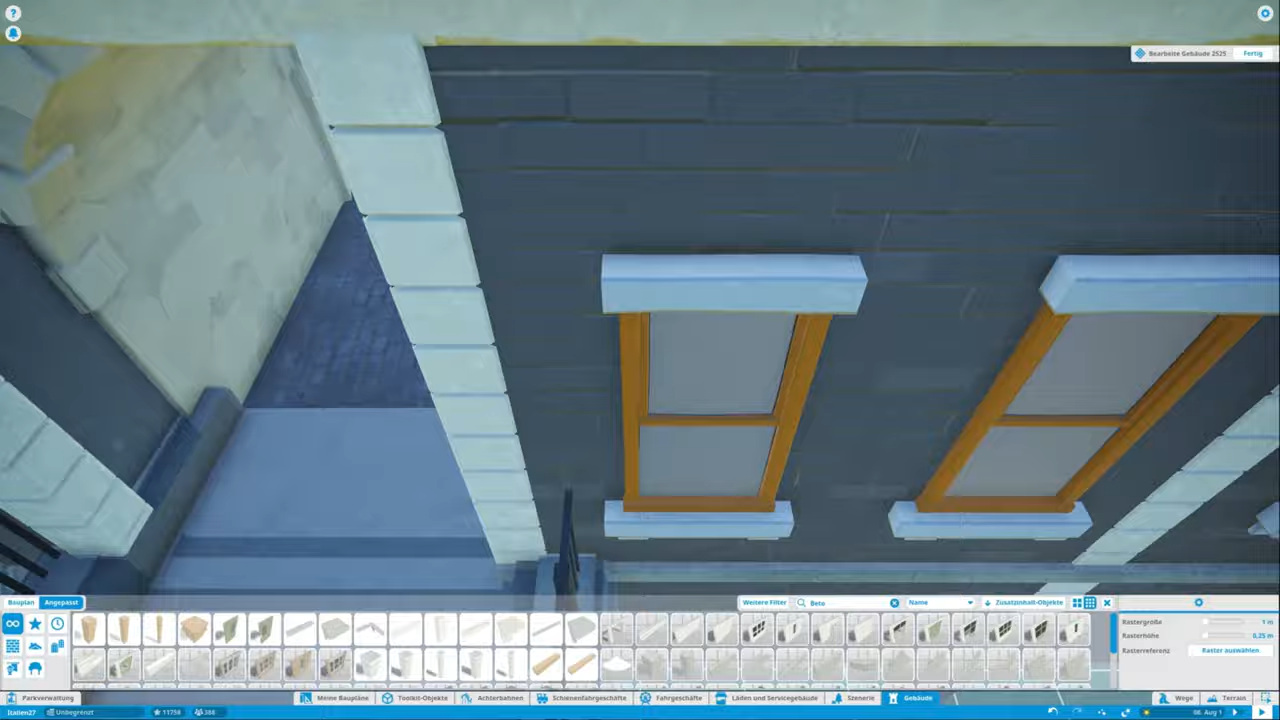 ?
Bearbeite Gebäude 2525 Fertig
Bauplan Angepasst
Weitere Filter Beto Name Zusatzinhalt-Objekte
Rastergröße 1 m
Rasterhöhe 0,25 m
Rasterreferenz Raster auswählen
Parkverwaltung Meine Baupläne Toolkit-Objekte Achterbahnen Schienenfahrgeschäfte Fahrgeschäfte Läden und Servicegebäude Szenerie Gebäude Wege Terrain
Italien27 Unbegrenzt 11758 388 06. Aug 1